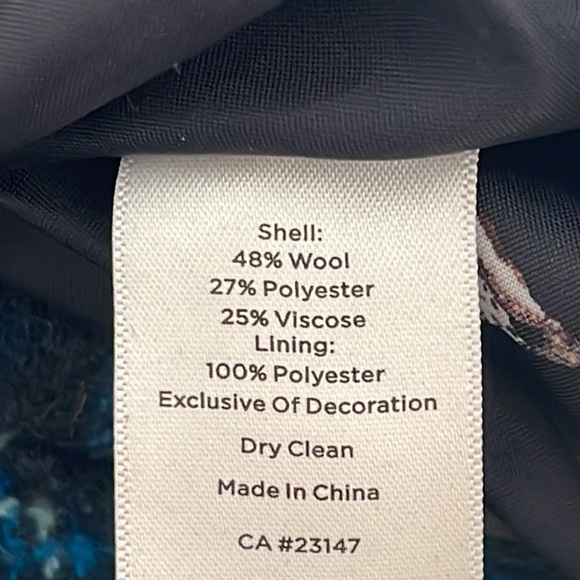 Shell:
48% Wool
27% Polyester
25% Viscose
Lining:
100% Polyester
Exclusive Of Decoration
Dry Clean
Made In China
CA #23147